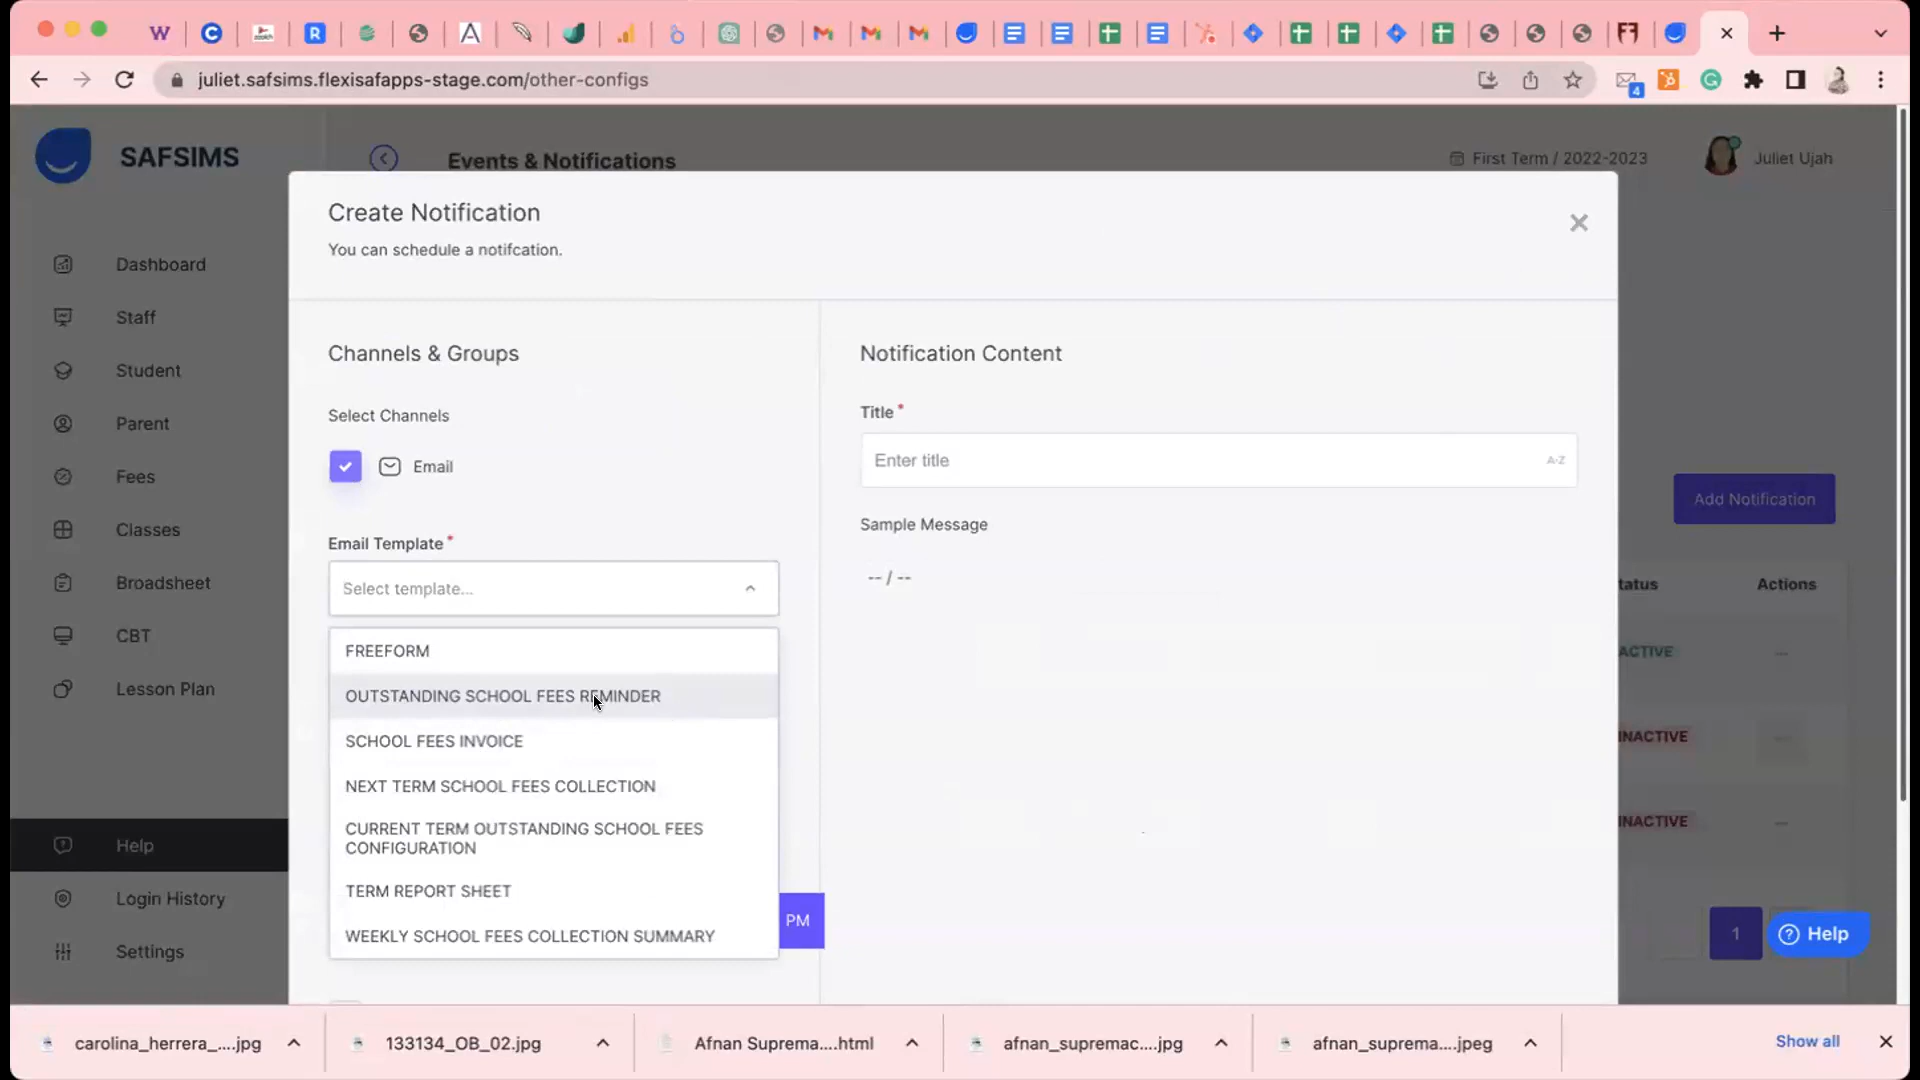 juliet.safsims.flexisafapps-stage.com/other-configs
4
SAFSIMS
Events & Notifications
First Term / 2022-2023
Juliet Ujah
Create Notification
You can schedule a notifcation.
Dashboard
Staff
Student
Parent
Fees
Classes
Broadsheet
CBT
Lesson Plan
Help
Login History
Settings
Channels & Groups
Select Channels
Email
Email Template *
Select template...
FREEFORM
OUTSTANDING SCHOOL FEES REMINDER
SCHOOL FEES INVOICE
NEXT TERM SCHOOL FEES COLLECTION
CURRENT TERM OUTSTANDING SCHOOL FEES
CONFIGURATION
TERM REPORT SHEET
WEEKLY SCHOOL FEES COLLECTION SUMMARY
PM
Notification Content
Title *
Enter title
A-Z
Sample Message
-- / --
Add Notification
tatus
Actions
ACTIVE
INACTIVE
INACTIVE
1
Help
carolina_herrera_....jpg
133134_OB_02.jpg
Afnan Suprema....html
afnan_supremac....jpg
afnan_suprema....jpeg
Show all